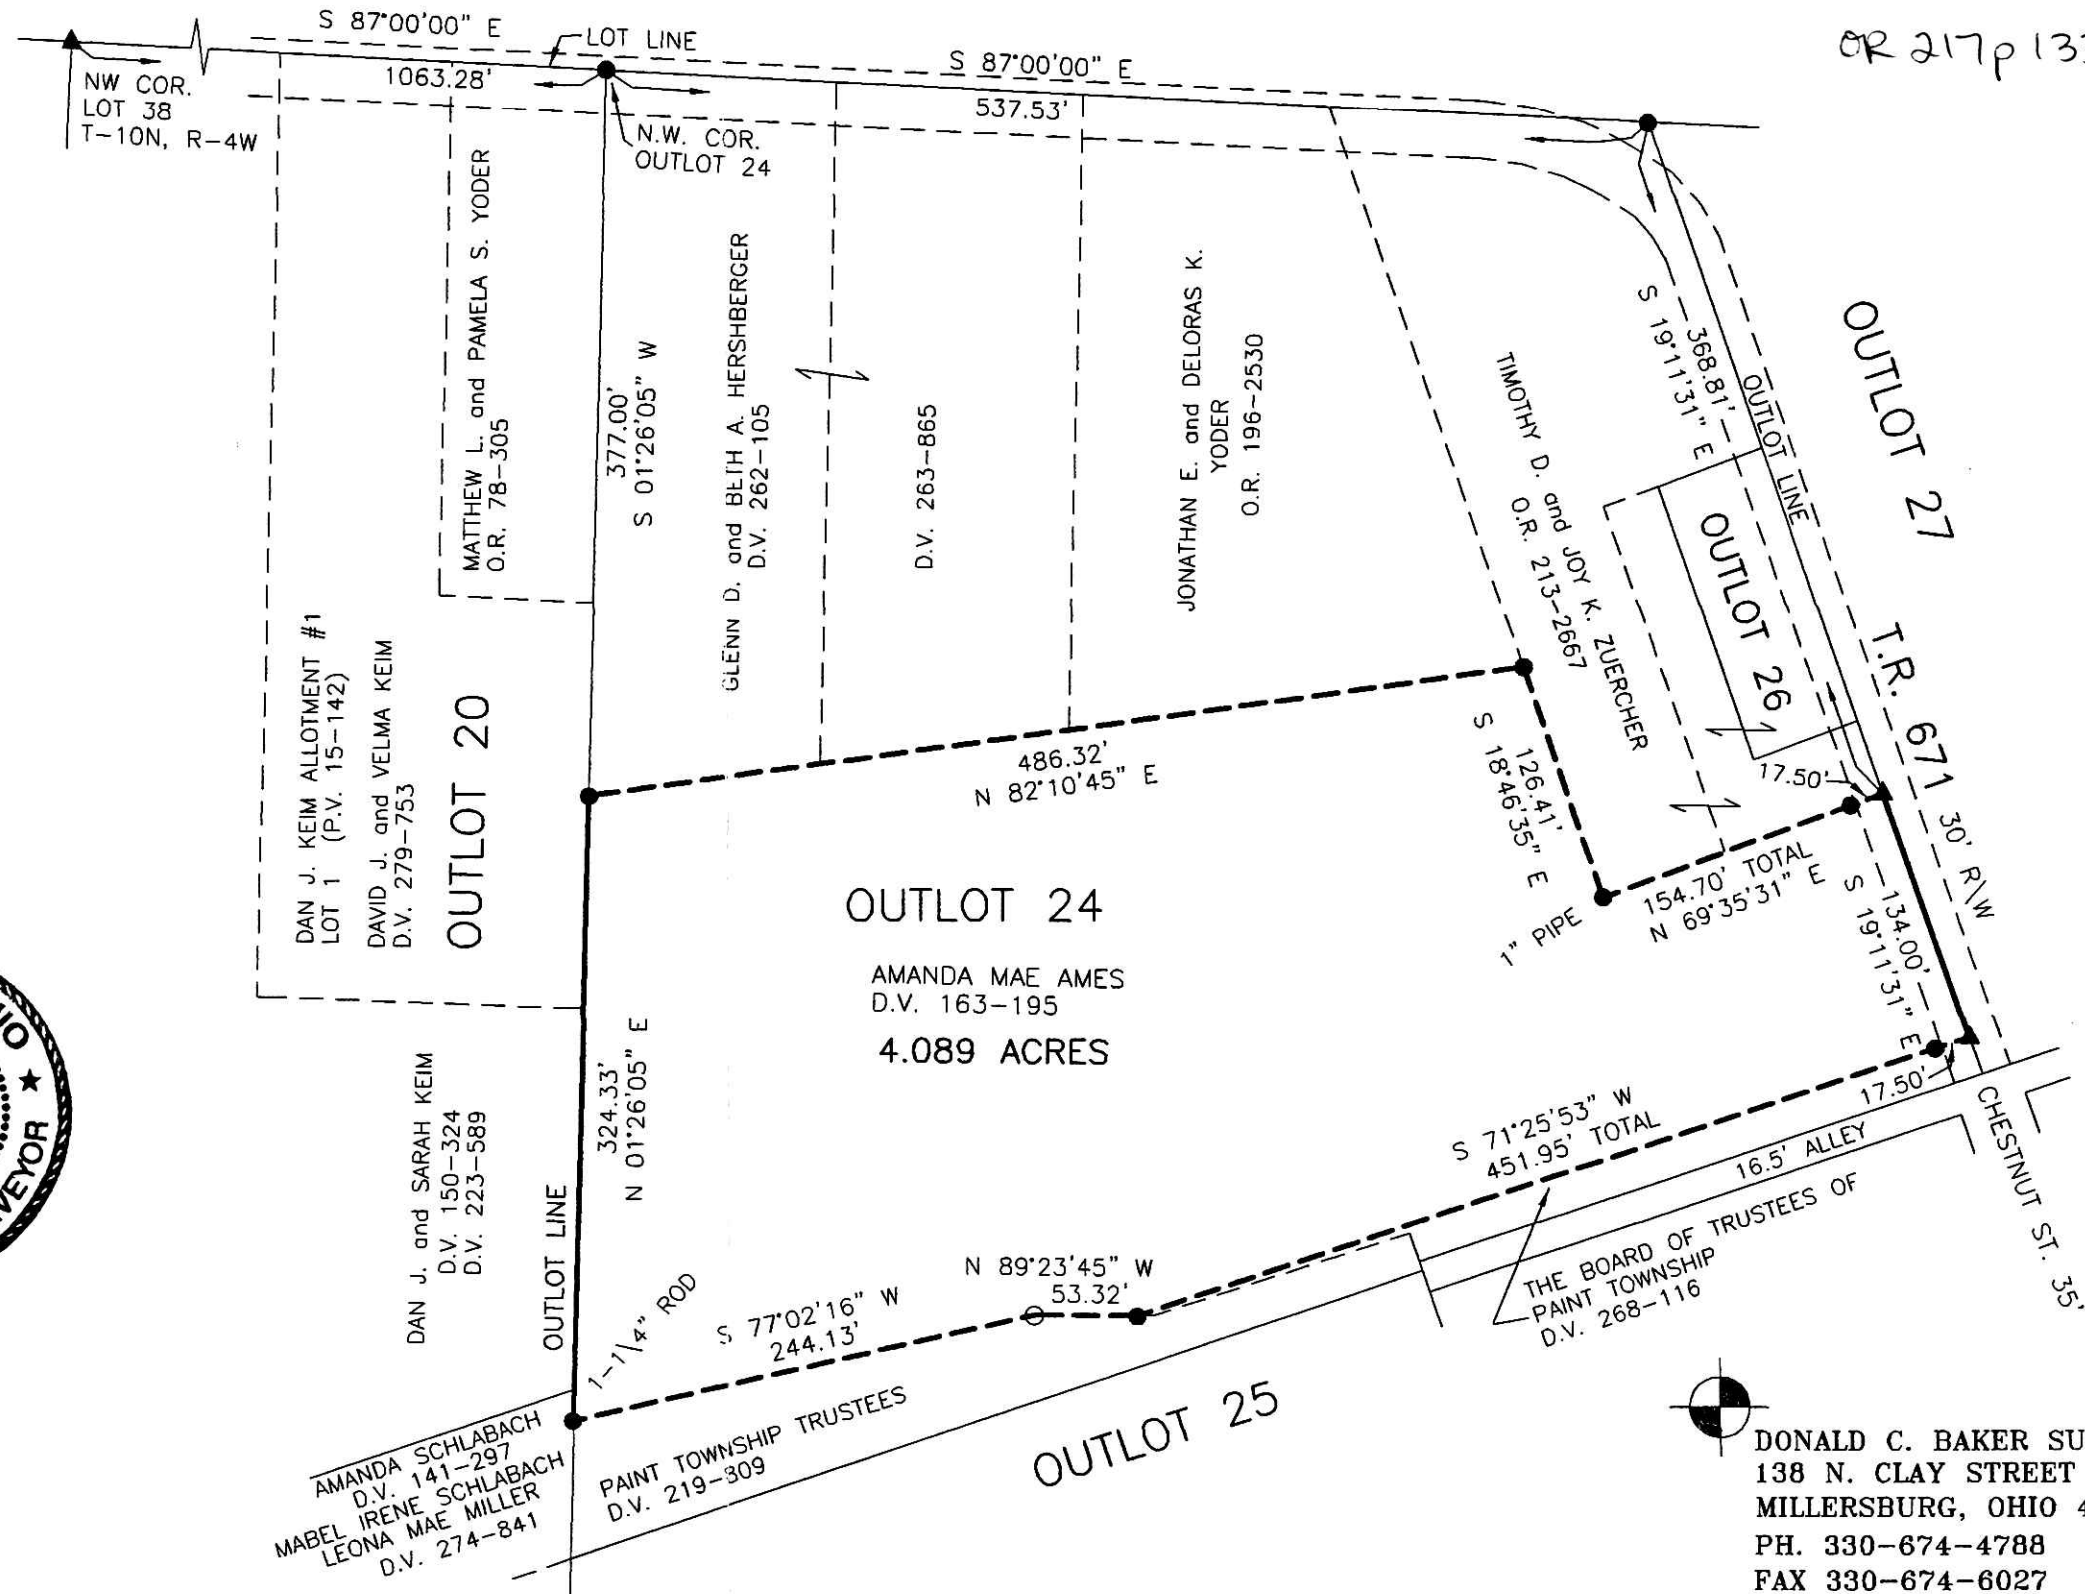 OR 217p 133
S 87°00'00" E
LOT LINE
S 87°00'00" E
1063.28'
537.53'
NW COR.
LOT 38
T-10N, R-4W
N.W. COR.
OUTLOT 24
MATTHEW L. and PAMELA S. YODER
O.R. 78-305
377.00'
S 01°26'05" W
GLENN D. and BETH A. HERSHBERGER
D.V. 262-105
D.V. 263-865
JONATHAN E. and DELORAS K.
YODER
O.R. 196-2530
TIMOTHY D. and JOY K. ZUERCHER
O.R. 213-2667
368.81'
S 19°11'31" E
OUTLOT LINE
OUTLOT 27
OUTLOT 26
T.R. 671
30' R\W
DAN J. KEIM ALLOTMENT #1
LOT 1 (P.V. 15-142)
DAVID J. and VELMA KEIM
D.V. 279-753
OUTLOT 20
486.32'
N 82°10'45" E
126.41'
S 18°46'35" E
17.50'
154.70' TOTAL
N 69°35'31" E
1" PIPE
134.00'
S 19°11'31" E
OUTLOT 24
AMANDA MAE AMES
D.V. 163-195
4.089 ACRES
DAN J. and SARAH KEIM
D.V. 150-324
D.V. 223-589
324.33'
N 01°26'05" E
OUTLOT LINE
1-1\4" ROD
S 77°02'16" W
244.13'
N 89°23'45" W
53.32'
S 71°25'53" W
451.95' TOTAL
17.50'
16.5' ALLEY
CHESTNUT ST. 35'
THE BOARD OF TRUSTEES OF
PAINT TOWNSHIP
D.V. 268-116
AMANDA SCHLABACH
D.V. 141-297
MABEL IRENE SCHLABACH
LEONA MAE MILLER
D.V. 274-841
PAINT TOWNSHIP TRUSTEES
D.V. 219-309
OUTLOT 25
DONALD C. BAKER SU
138 N. CLAY STREET
MILLERSBURG, OHIO 4
PH. 330-674-4788
FAX 330-674-6027
VEYOR ★